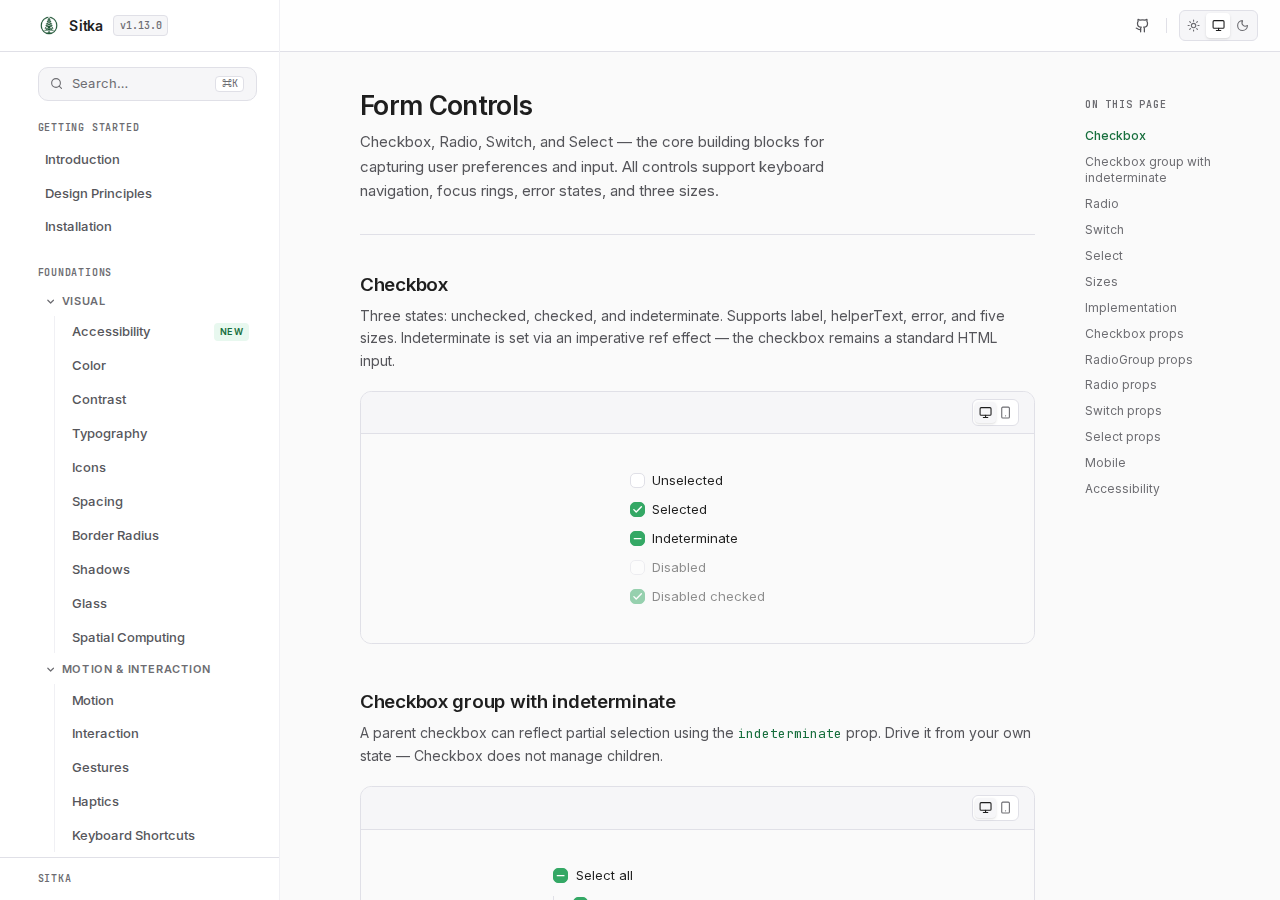 Sitka v1.13.0
Search... ⌘K
GETTING STARTED
Introduction
Design Principles
Installation
FOUNDATIONS
VISUAL
Accessibility NEW
Color
Contrast
Typography
Icons
Spacing
Border Radius
Shadows
Glass
Spatial Computing
MOTION & INTERACTION
Motion
Interaction
Gestures
Haptics
Keyboard Shortcuts
SITKA
Form Controls
Checkbox, Radio, Switch, and Select — the core building blocks for
capturing user preferences and input. All controls support keyboard
navigation, focus rings, error states, and three sizes.
Checkbox
Three states: unchecked, checked, and indeterminate. Supports label, helperText, error, and five
sizes. Indeterminate is set via an imperative ref effect — the checkbox remains a standard HTML
input.
Unselected
Selected
Indeterminate
Disabled
Disabled checked
Checkbox group with indeterminate
A parent checkbox can reflect partial selection using the indeterminate prop. Drive it from your own
state — Checkbox does not manage children.
Select all
ON THIS PAGE
Checkbox
Checkbox group with
indeterminate
Radio
Switch
Select
Sizes
Implementation
Checkbox props
RadioGroup props
Radio props
Switch props
Select props
Mobile
Accessibility